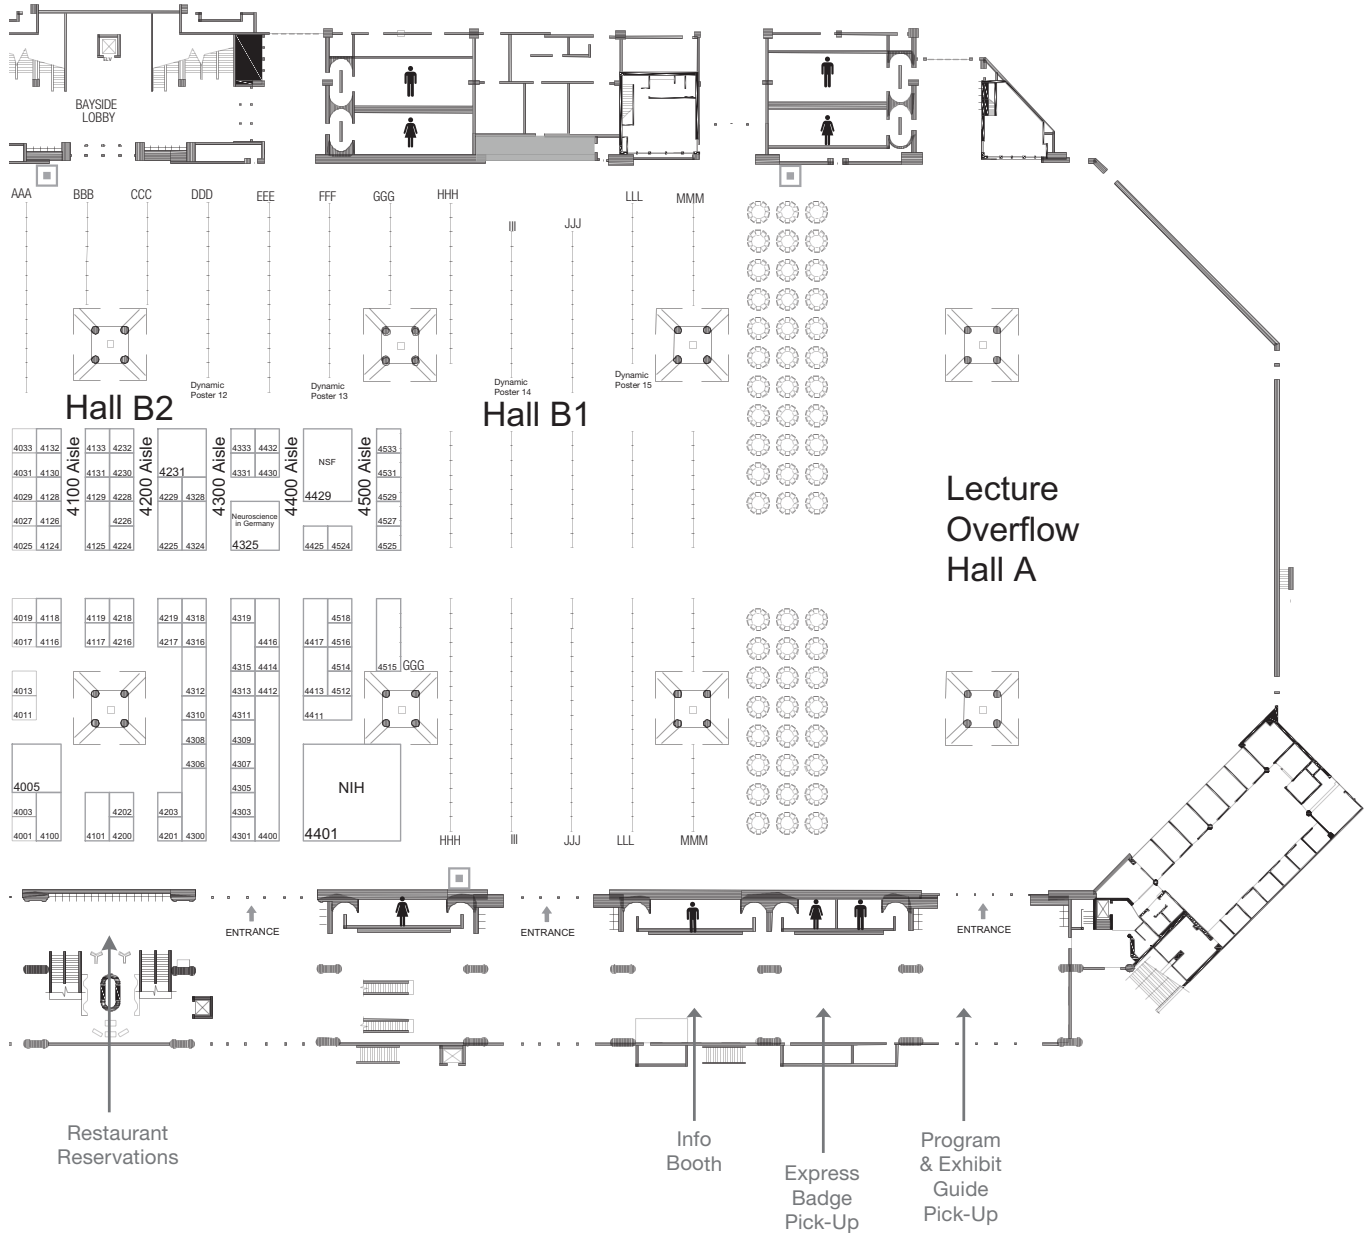 ELV
BAYSIDE
LOBBY
AAA
BBB
CCC
DDD
EEE
FFF
GGG
HHH
III
JJJ
LLL
MMM
Dynamic
Poster 12
Dynamic
Poster 13
Dynamic
Poster 14
Dynamic
Poster 15
Hall B2
Hall B1
4033 4132 4133 4232 4333 4432 4533
4031 4130 4131 4230 4231 4331 4430 NSF 4531
4029 4128 4129 4228 4229 4328 4429 4529
4027 4126 4226 Neuroscience
in Germany 4527
4025 4124 4125 4224 4225 4324 4325 4425 4524 4525
4100 Aisle
4200 Aisle
4300 Aisle
4400 Aisle
4500 Aisle
Lecture
Overflow
Hall A
4019 4118 4119 4218 4219 4318 4319 4518
4017 4116 4117 4216 4217 4316 4416 4417 4516
4315 4414 4514 4515 GGG
4013 4312 4313 4412 4413 4512
4011 4310 4311 4411
4308 4309
4306 4307
4005 4305 NIH
4003 4202 4203 4303
4001 4100 4101 4200 4201 4300 4301 4400 4401
HHH
III
JJJ
LLL
MMM
ENTRANCE
ENTRANCE
ENTRANCE
Restaurant
Reservations
Info
Booth
Express
Badge
Pick-Up
Program
& Exhibit
Guide
Pick-Up